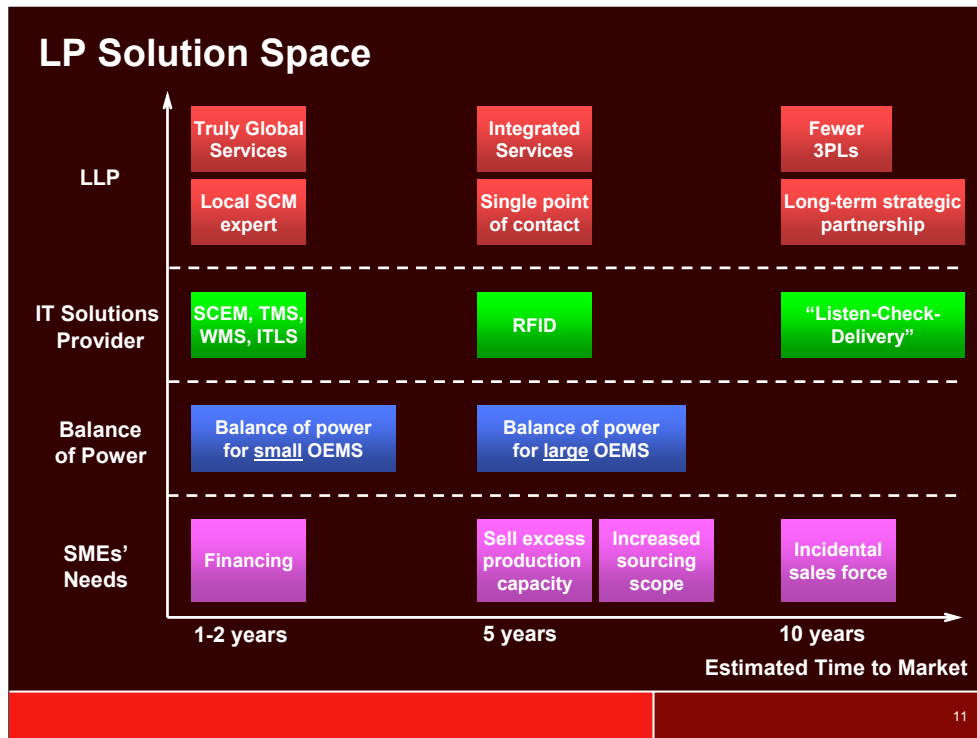 LP Solution Space
LLP
Truly Global
Services
Integrated
Services
Fewer
3PLs
Local SCM
expert
Single point
of contact
Long-term strategic
partnership
IT Solutions
Provider
SCEM, TMS,
WMS, ITLS
RFID
“Listen-Check-
Delivery”
Balance
of Power
Balance of power
for small OEMS
Balance of power
for large OEMS
SMEs’
Needs
Financing
Sell excess
production
capacity
Increased
sourcing
scope
Incidental
sales force
1-2 years
5 years
10 years
Estimated Time to Market
11